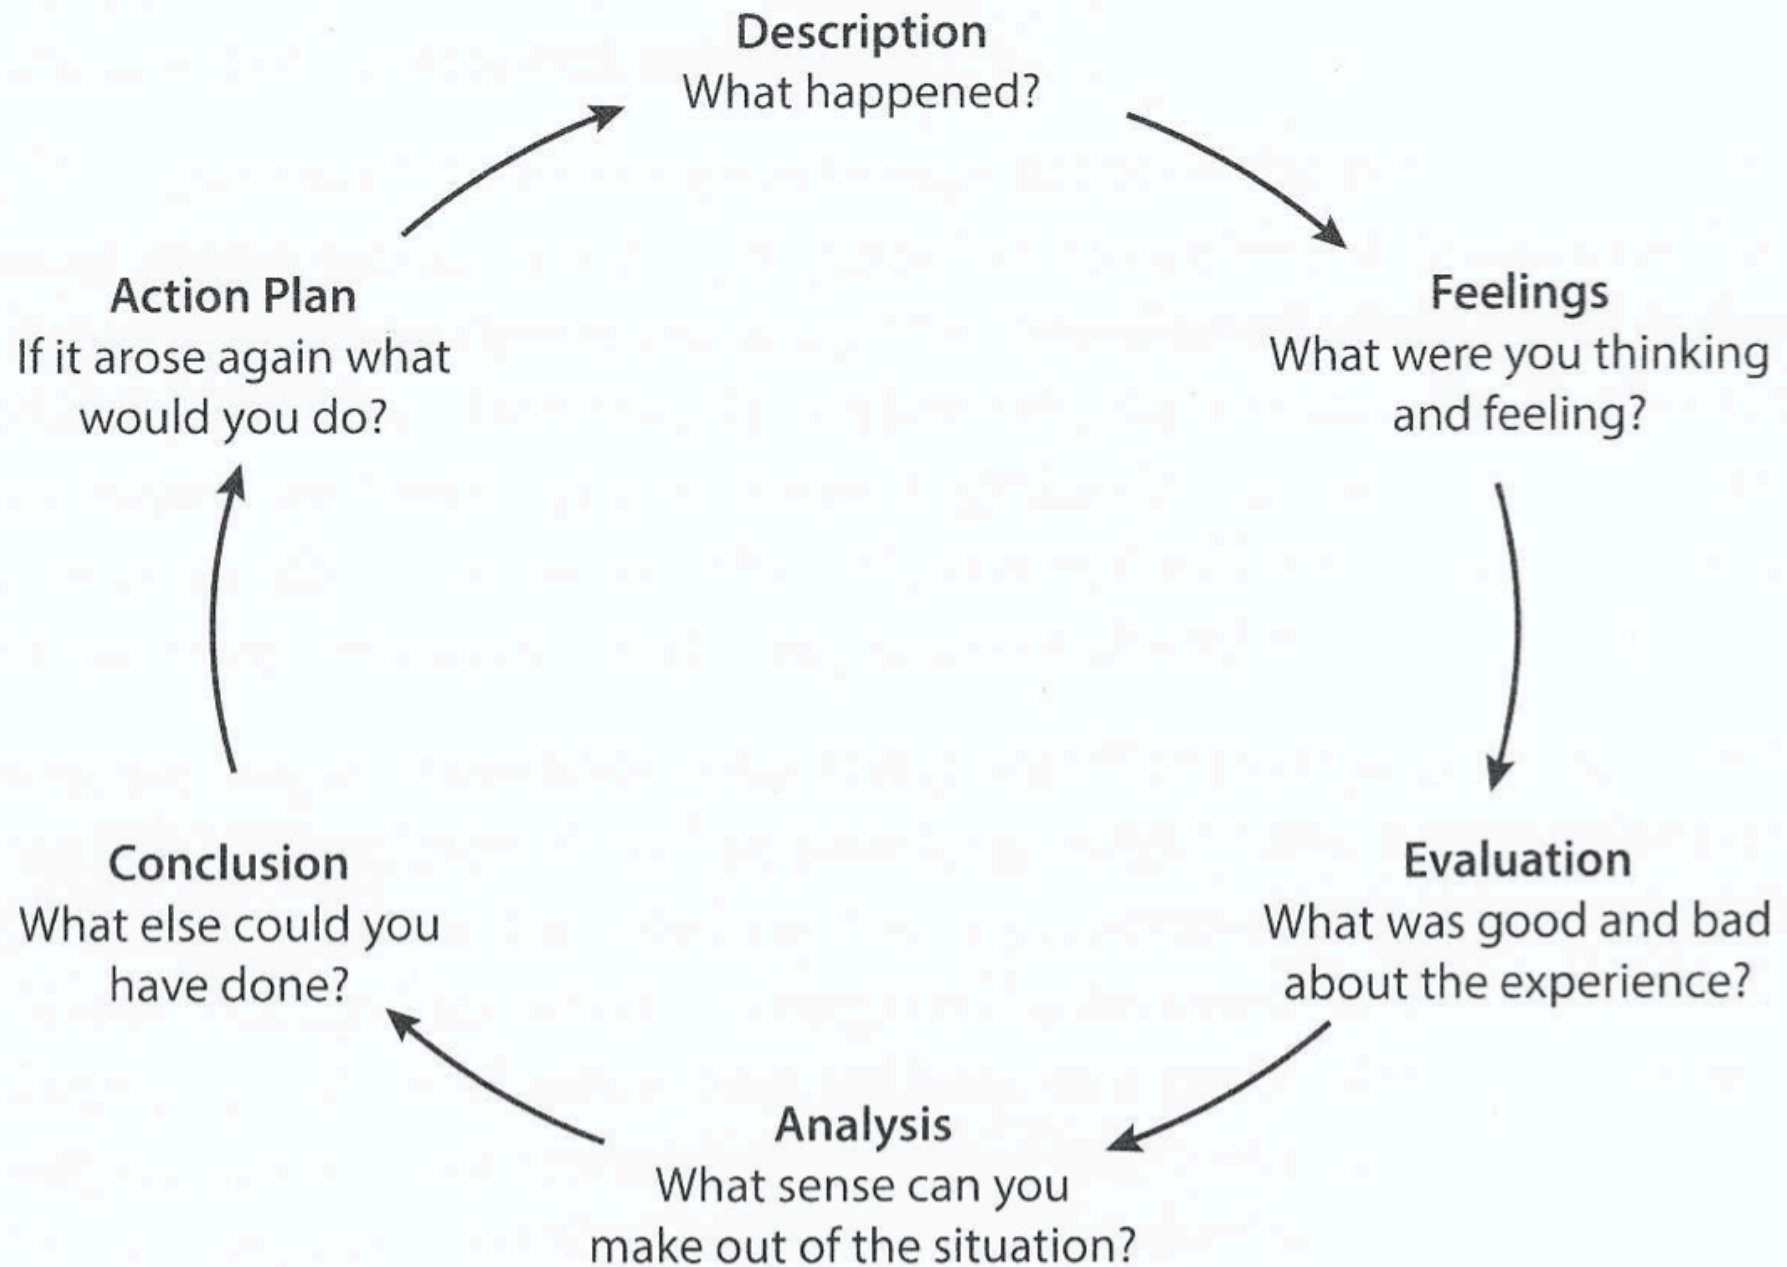 Description
What happened?
Feelings
What were you thinking
and feeling?
Evaluation
What was good and bad
about the experience?
Analysis
What sense can you
make out of the situation?
Conclusion
What else could you
have done?
Action Plan
If it arose again what
would you do?